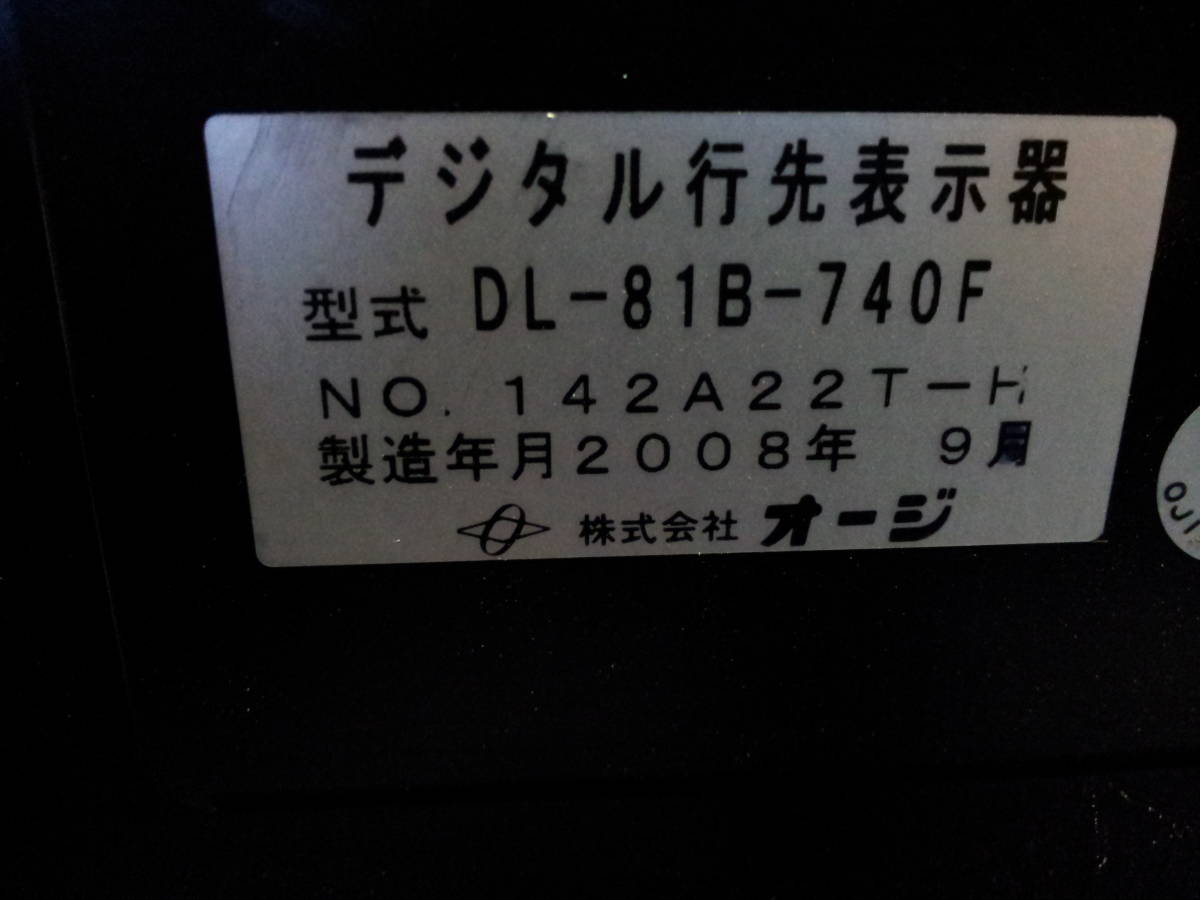 デジタル行先表示器
型式 DL-81B-740F
NO. 142A22T-H
製造年月2008年 9月
株式会社 オージ